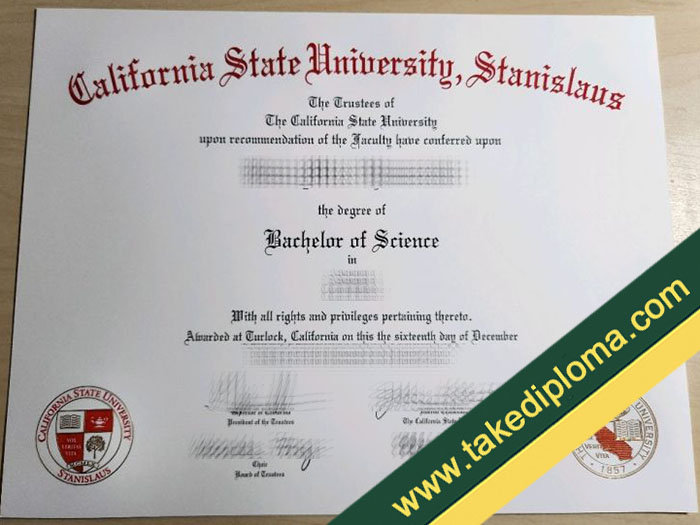 California State University, Stanislaus
The Trustees of
The California State University
upon recommendation of the Faculty have conferred upon
the degree of
Bachelor of Science
in
With all rights and privileges pertaining thereto.
Awarded at Turlock, California on this the sixteenth day of December
President of the Trustees
The California State
Chair
Board of Trustees
CALIFORNIA STATE UNIVERSITY
VOX
VERITAS
VITA
STANISLAUS
UNIVERSITY
VITA
1857
www.takediploma.com